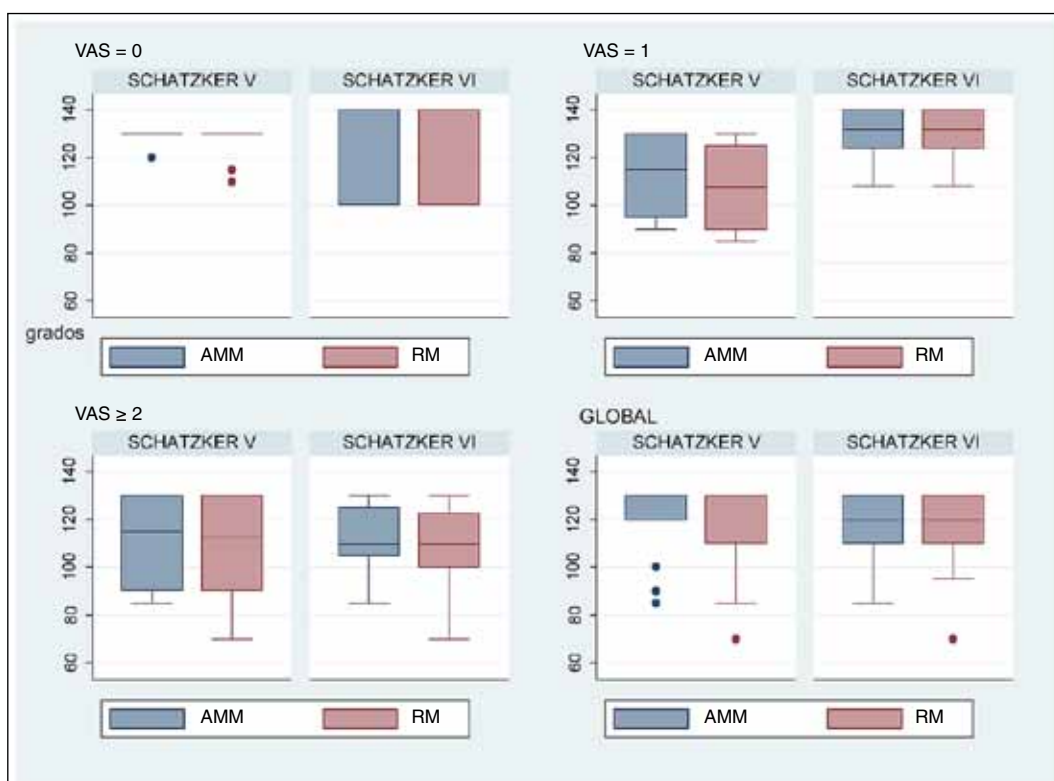 VAS = 0
SCHATZKER V SCHATZKER VI
140
120
100
80
60
grados
AMM RM
VAS = 1
SCHATZKER V SCHATZKER VI
140
120
100
80
60
AMM RM
VAS ≥ 2
SCHATZKER V SCHATZKER VI
140
120
100
80
60
AMM RM
GLOBAL
SCHATZKER V SCHATZKER VI
140
120
100
80
60
AMM RM